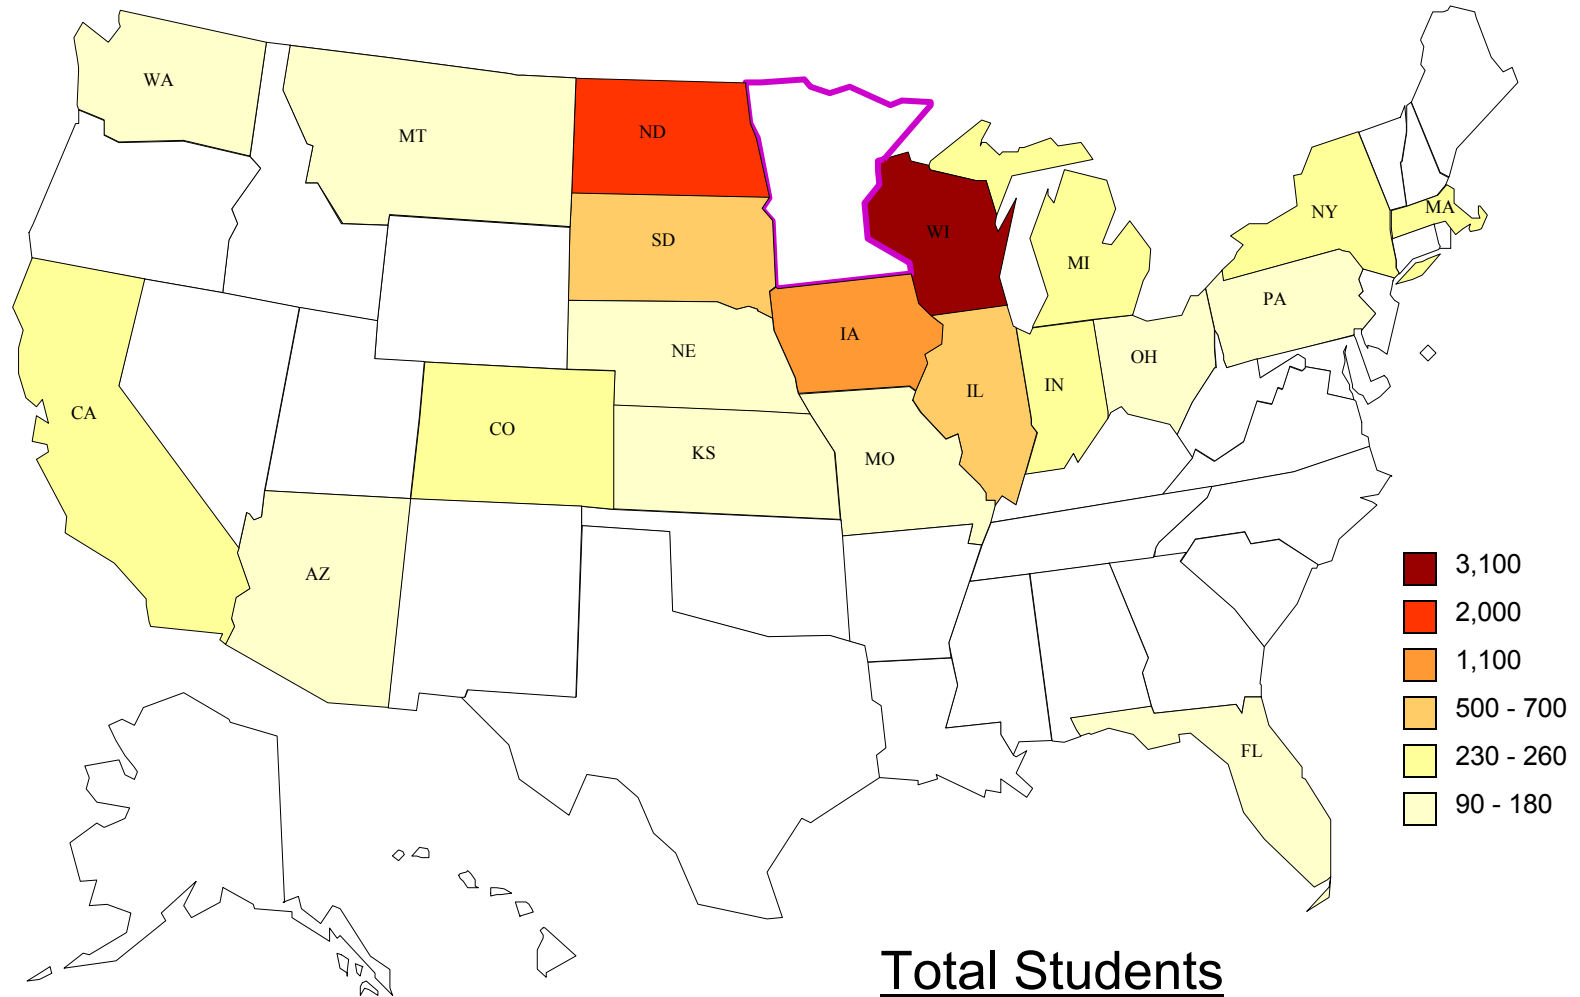 WA
MT
ND
MA
NY
WI
SD
MI
PA
IA
NE
OH
IN
IL
CA
CO
KS
MO
AZ
FL
3,100
2,000
1,100
500 - 700
230 - 260
90 - 180
Total Students